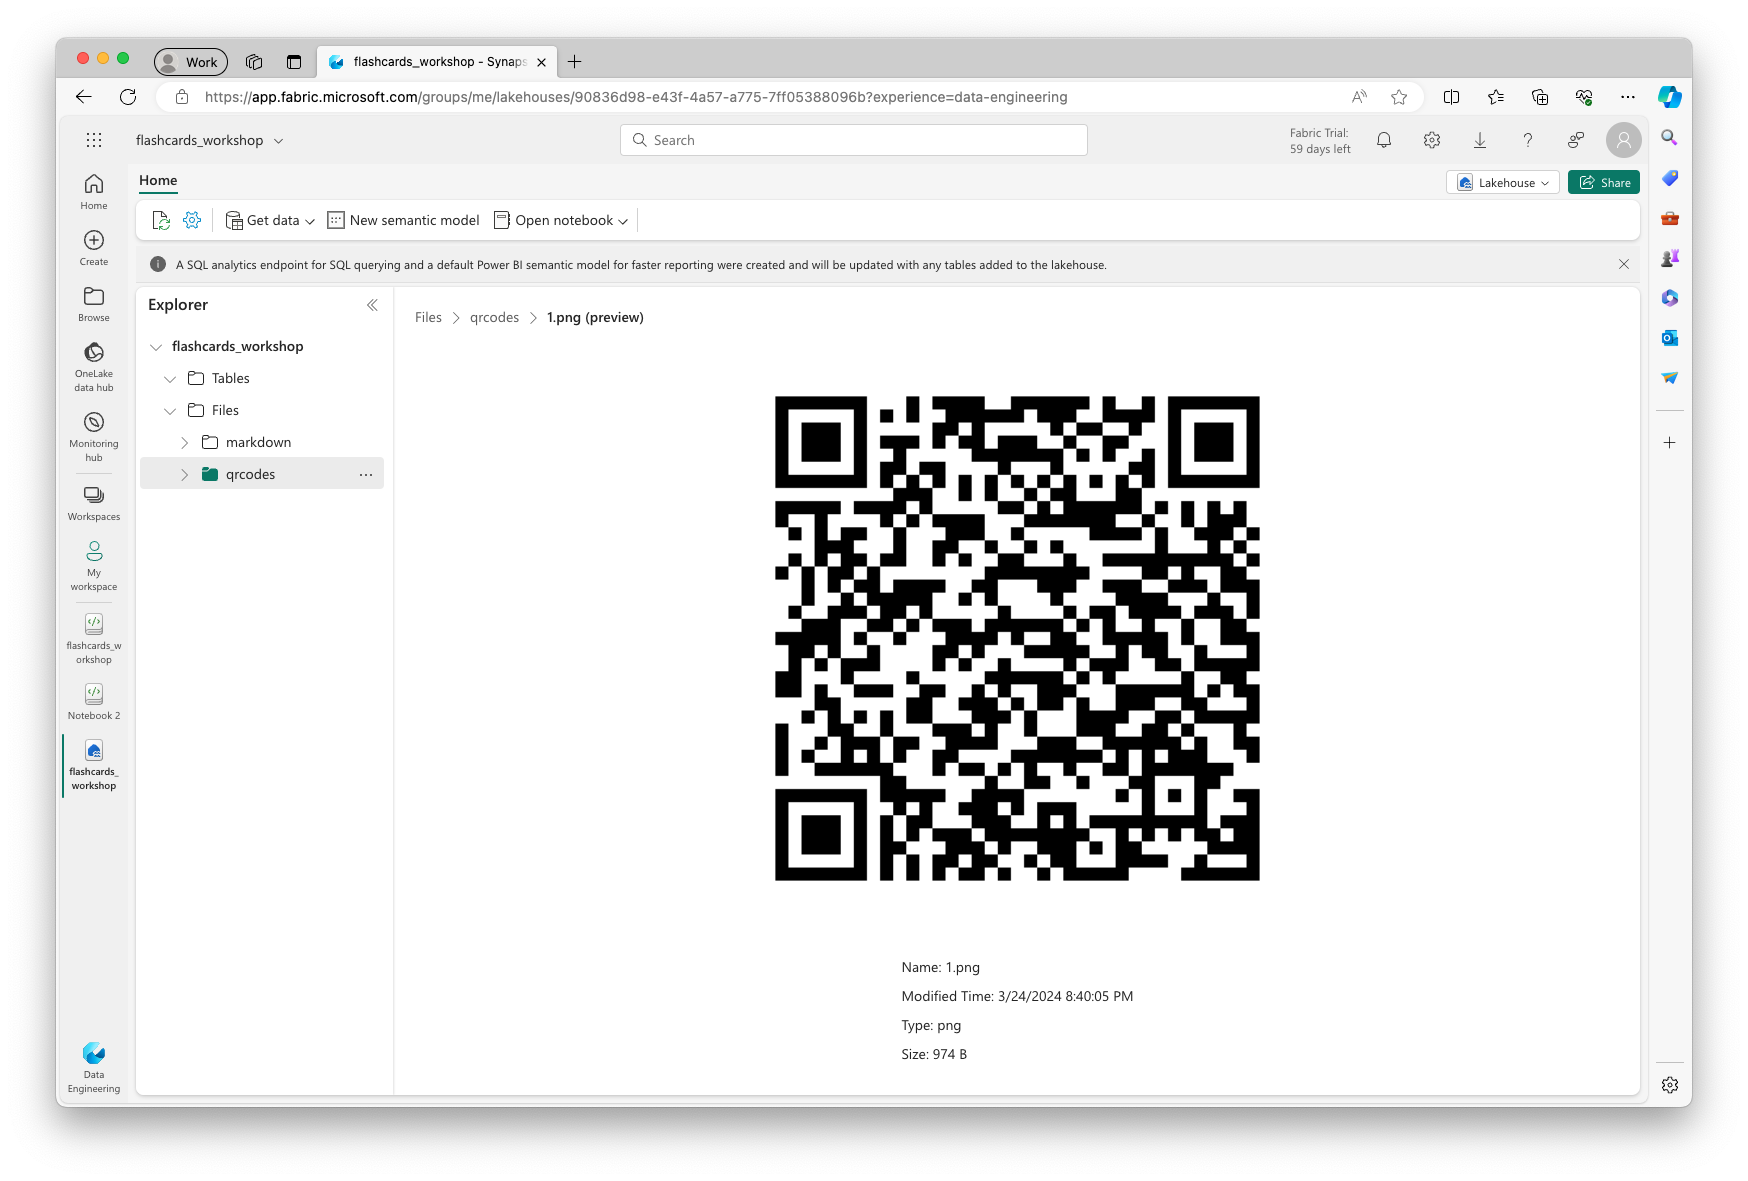 Work
flashcards_workshop - Synaps
https://app.fabric.microsoft.com/groups/me/lakehouses/90836d98-e43f-4a57-a775-7ff05388096b?experience=data-engineering
flashcards_workshop
Search
Fabric Trial:
59 days left
Home
Lakehouse
Share
Get data
New semantic model
Open notebook
A SQL analytics endpoint for SQL querying and a default Power BI semantic model for faster reporting were created and will be updated with any tables added to the lakehouse.
Home
Create
Browse
OneLake
data hub
Monitoring
hub
Workspaces
My
workspace
flashcards_w
orkshop
Notebook 2
flashcards_
workshop
Data
Engineering
Explorer
flashcards_workshop
Tables
Files
markdown
qrcodes
Files > qrcodes > 1.png (preview)
Name: 1.png
Modified Time: 3/24/2024 8:40:05 PM
Type: png
Size: 974 B